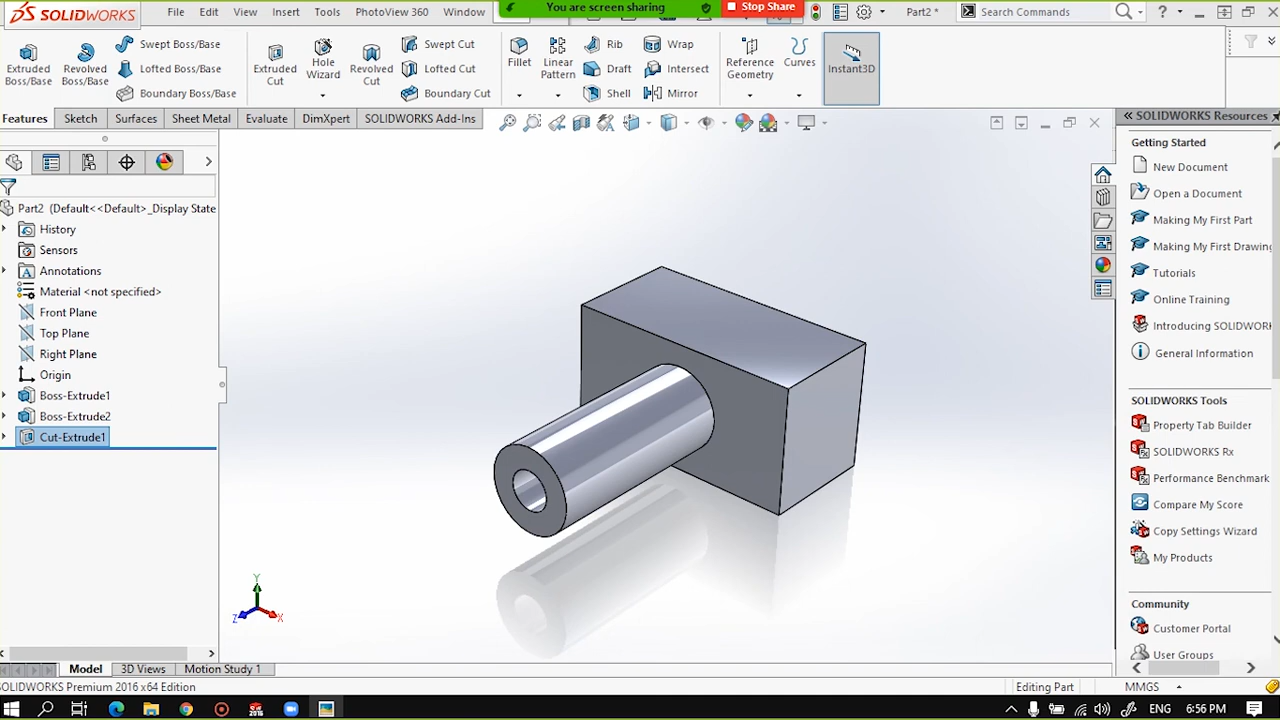 SOLIDWORKS
File Edit View Insert Tools PhotoView 360 Window
You are screen sharing
Stop Share
Part2 *
Search Commands
Extruded Boss/Base
Revolved Boss/Base
Swept Boss/Base
Lofted Boss/Base
Boundary Boss/Base
Extruded Cut
Hole Wizard
Revolved Cut
Swept Cut
Lofted Cut
Boundary Cut
Fillet
Linear Pattern
Rib
Draft
Shell
Wrap
Intersect
Mirror
Reference Geometry
Curves
Instant3D
Features Sketch Surfaces Sheet Metal Evaluate DimXpert SOLIDWORKS Add-Ins
Part2 (Default<<Default>_Display State
History
Sensors
Annotations
Material <not specified>
Front Plane
Top Plane
Right Plane
Origin
Boss-Extrude1
Boss-Extrude2
Cut-Extrude1
Y
Z
X
SOLIDWORKS Resources
Getting Started
New Document
Open a Document
Making My First Part
Making My First Drawing
Tutorials
Online Training
Introducing SOLIDWOR
General Information
SOLIDWORKS Tools
Property Tab Builder
SOLIDWORKS Rx
Performance Benchmark
Compare My Score
Copy Settings Wizard
My Products
Community
Customer Portal
User Groups
Model 3D Views Motion Study 1
SOLIDWORKS Premium 2016 x64 Edition
Editing Part
MMGS
ENG 6:56 PM